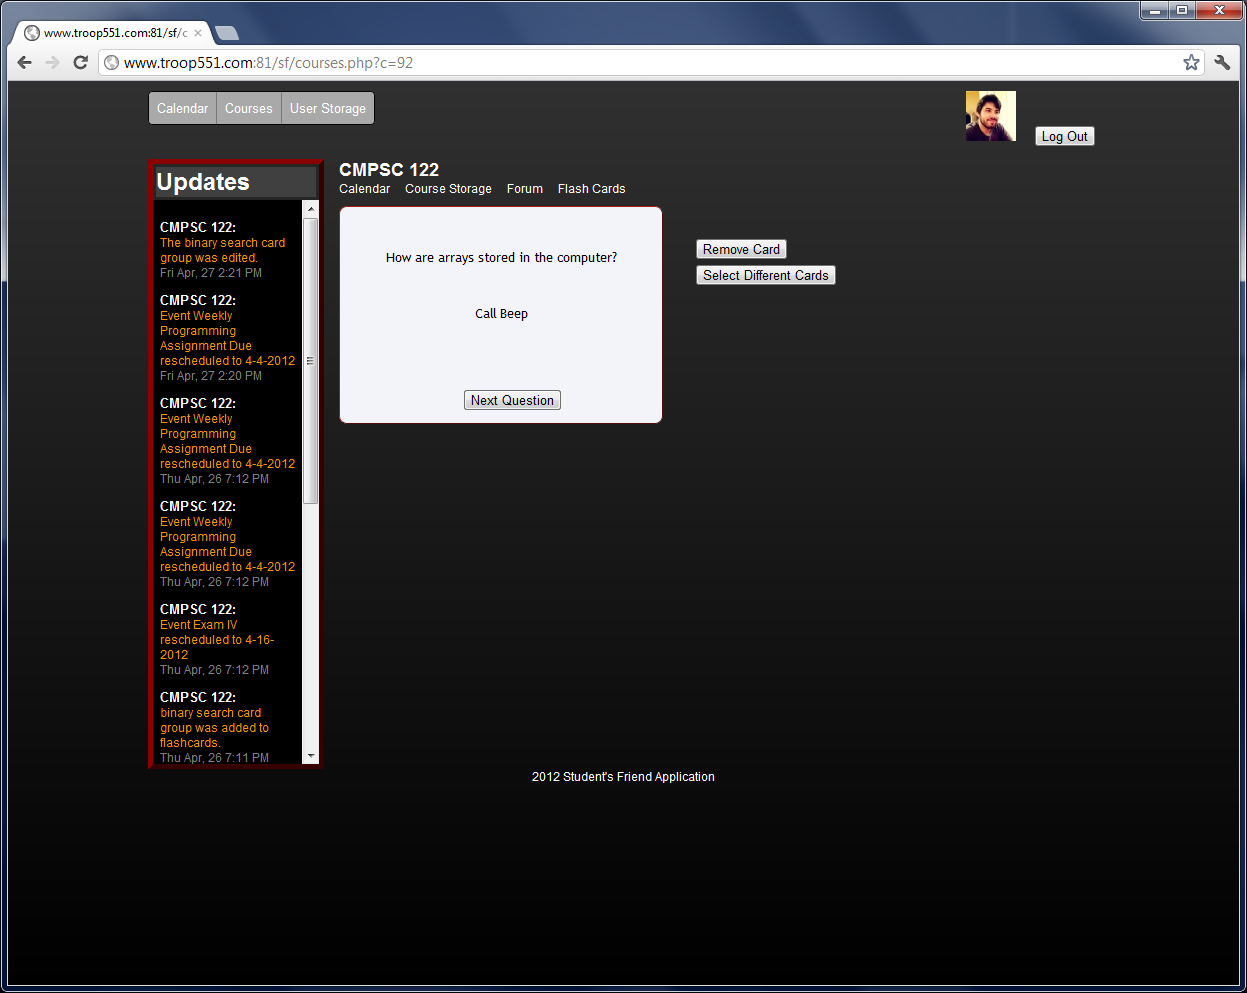 www.troop551.com:81/sf/c
www.troop551.com:81/sf/courses.php?c=92
Calendar Courses User Storage
Log Out
Updates
CMPSC 122:
The binary search card
group was edited.
Fri Apr, 27 2:21 PM
CMPSC 122:
Event Weekly
Programming
Assignment Due
rescheduled to 4-4-2012
Fri Apr, 27 2:20 PM
CMPSC 122:
Event Weekly
Programming
Assignment Due
rescheduled to 4-4-2012
Thu Apr, 26 7:12 PM
CMPSC 122:
Event Weekly
Programming
Assignment Due
rescheduled to 4-4-2012
Thu Apr, 26 7:12 PM
CMPSC 122:
Event Exam IV
rescheduled to 4-16-
2012
Thu Apr, 26 7:12 PM
CMPSC 122:
binary search card
group was added to
flashcards.
Thu Apr, 26 7:11 PM
CMPSC 122
Calendar Course Storage Forum Flash Cards
How are arrays stored in the computer?
Call Beep
Next Question
Remove Card
Select Different Cards
2012 Student's Friend Application